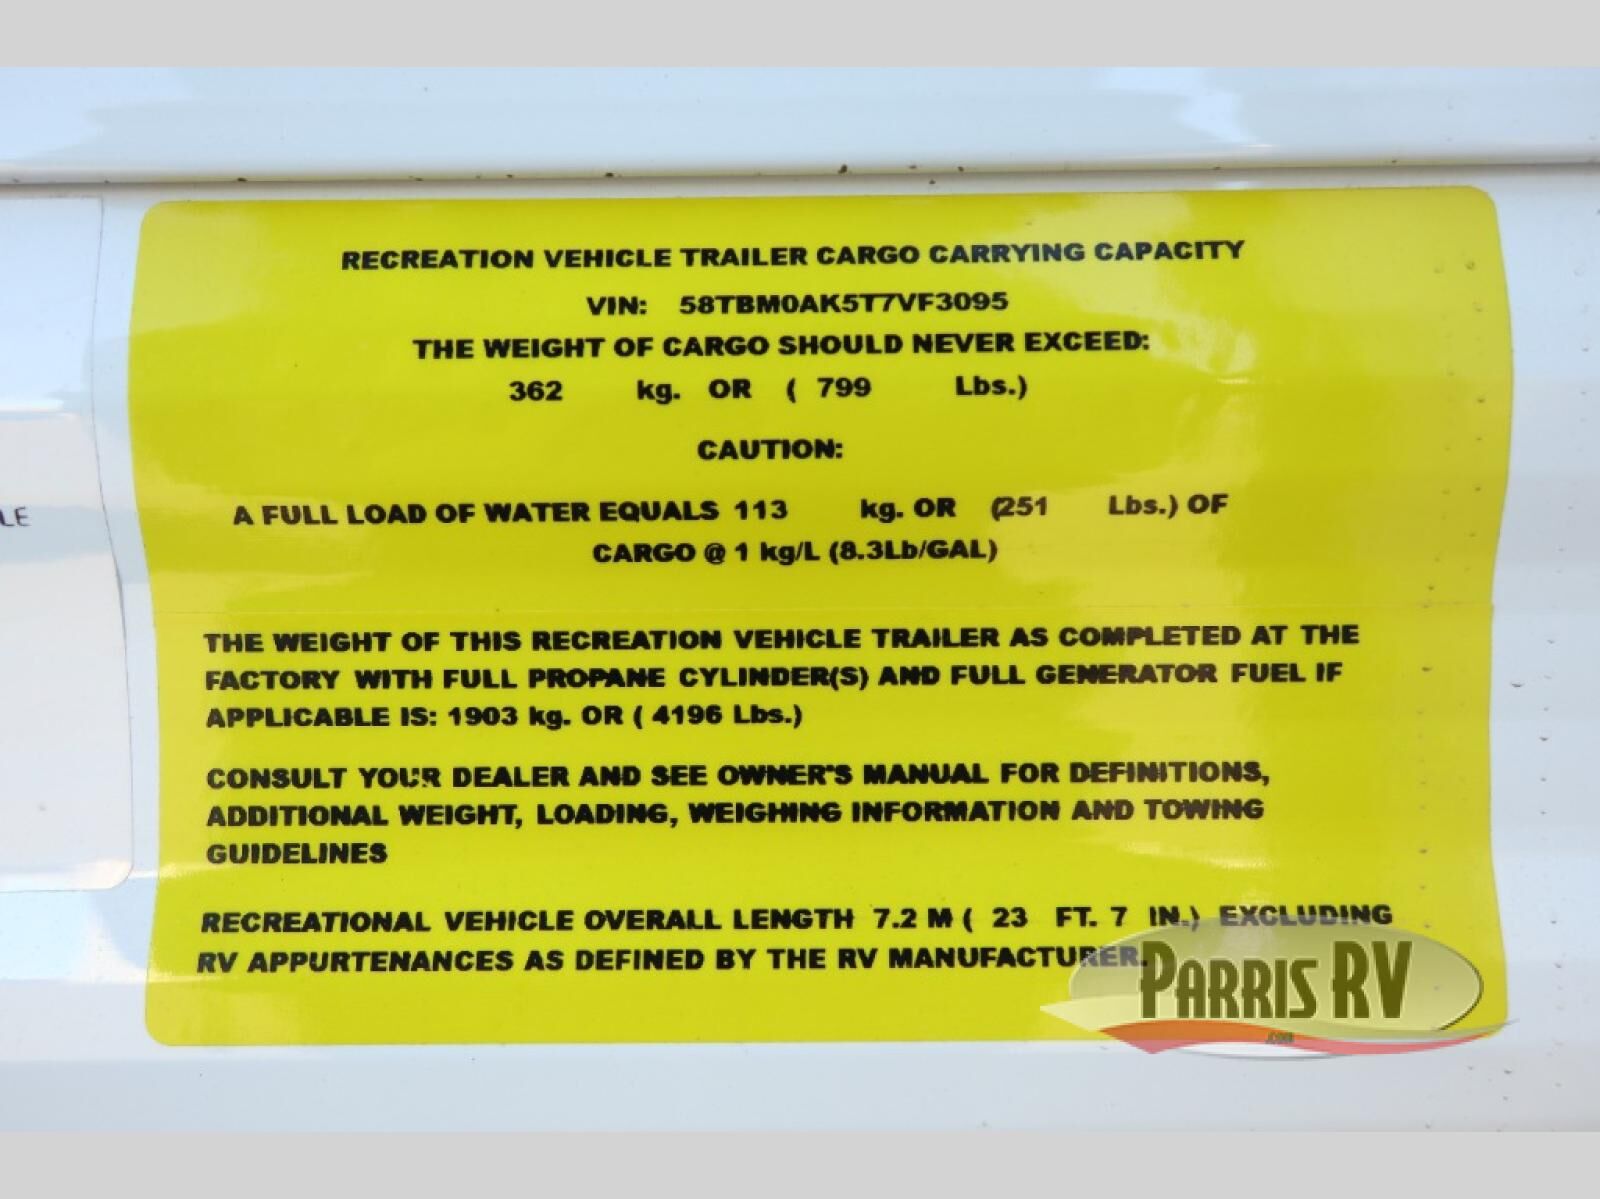 RECREATION VEHICLE TRAILER CARGO CARRYING CAPACITY
VIN: 58TBM0AK5T7VF3095
THE WEIGHT OF CARGO SHOULD NEVER EXCEED:
362 kg. OR ( 799 Lbs.)
CAUTION:
A FULL LOAD OF WATER EQUALS 113 kg. OR (251 Lbs.) OF
CARGO @ 1 kg/L (8.3Lb/GAL)
THE WEIGHT OF THIS RECREATION VEHICLE TRAILER AS COMPLETED AT THE
FACTORY WITH FULL PROPANE CYLINDER(S) AND FULL GENERATOR FUEL IF
APPLICABLE IS: 1903 kg. OR ( 4196 Lbs.)
CONSULT YOUR DEALER AND SEE OWNER'S MANUAL FOR DEFINITIONS,
ADDITIONAL WEIGHT, LOADING, WEIGHING INFORMATION AND TOWING
GUIDELINES
RECREATIONAL VEHICLE OVERALL LENGTH 7.2 M ( 23 FT. 7 IN.) EXCLUDING
RV APPURTENANCES AS DEFINED BY THE RV MANUFACTURER.
PARRIS RV
.COM
LE